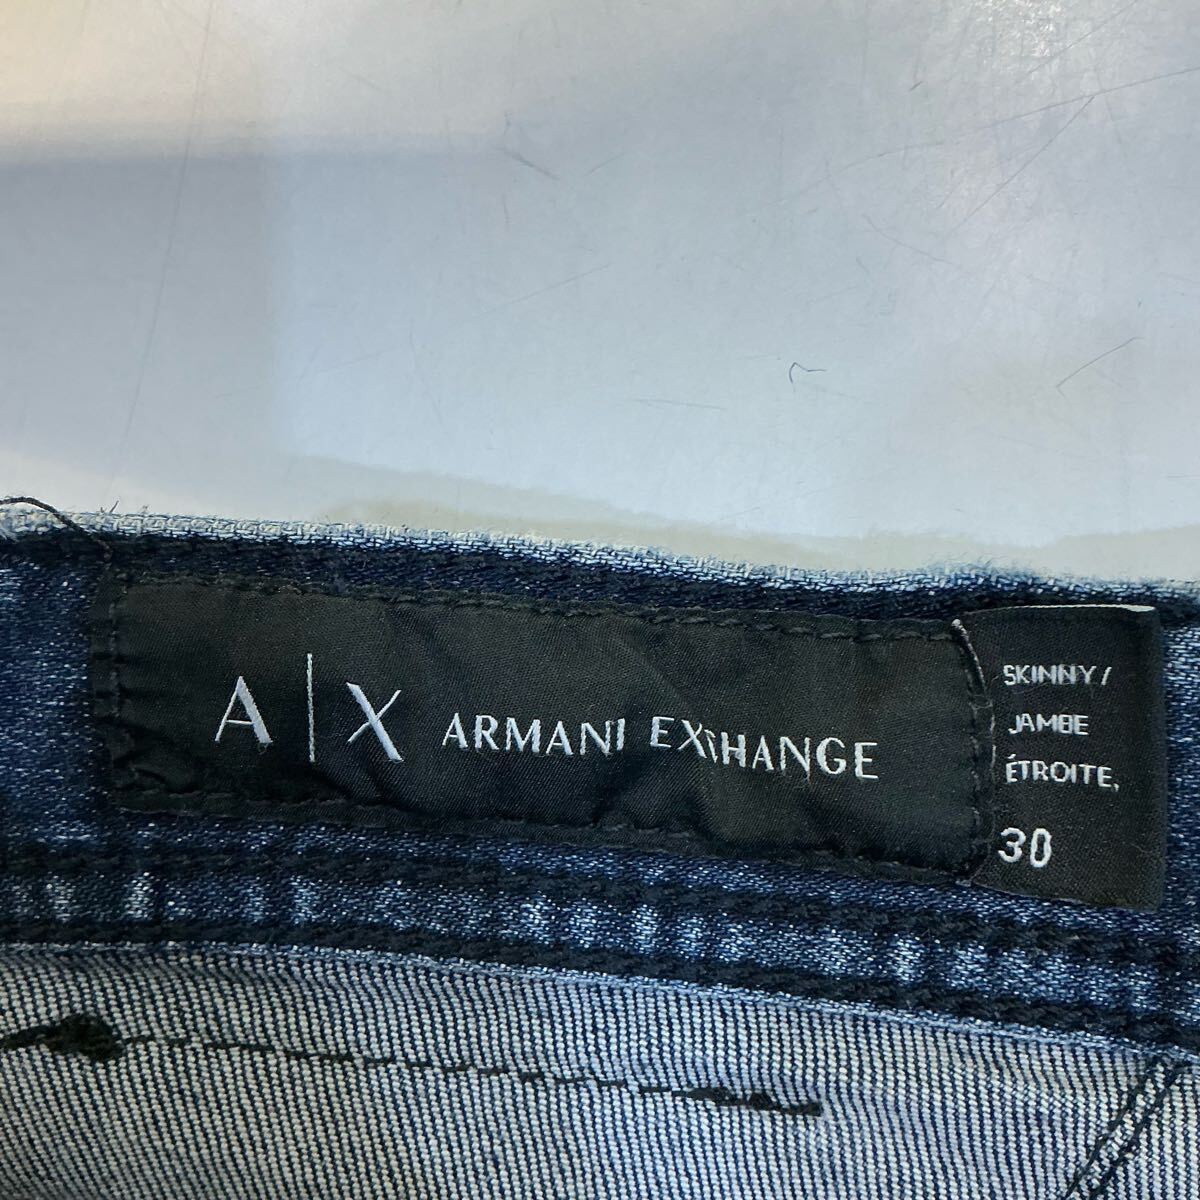 A|X ARMANI EXCHANGE
SKINNY/
JAMBE
ÉTROITE,
30